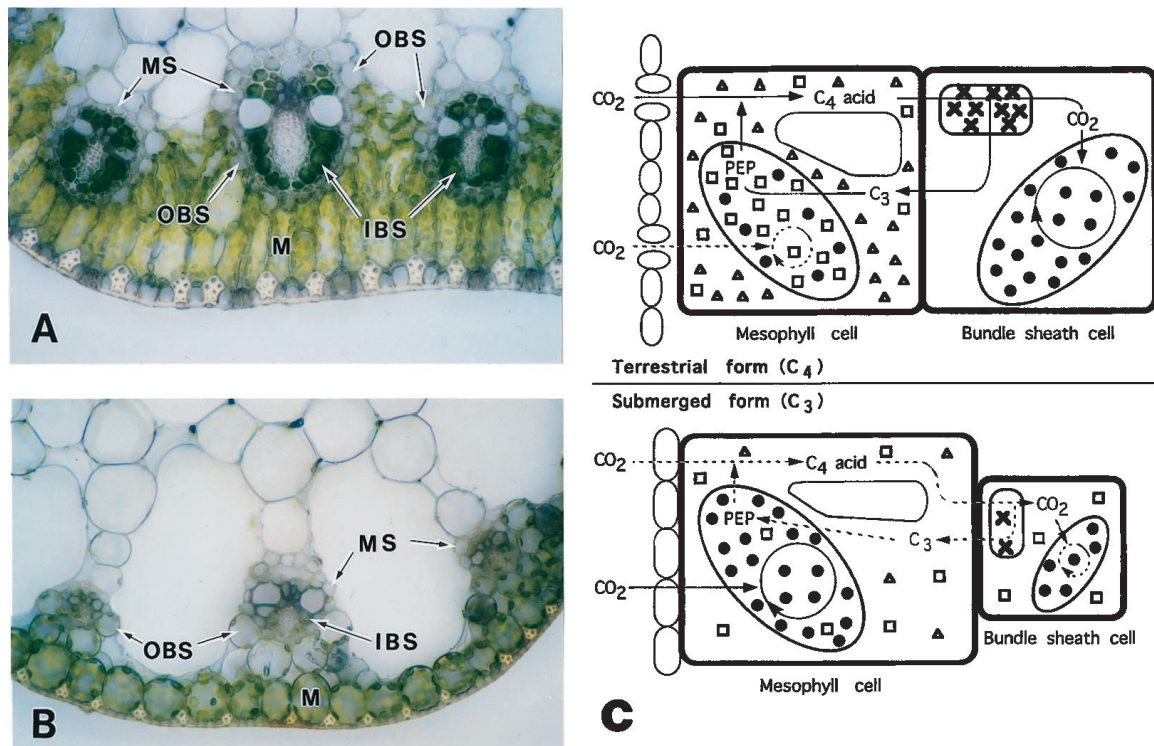 MS
OBS
OBS
IBS
M
A
MS
OBS
IBS
M
B
CO2
C4 acid
CO2
PEP
C3
CO2
Mesophyll cell
Bundle sheath cell
Terrestrial form (C4)
Submerged form (C3)
CO2
C4 acid
CO2
PEP
C3
CO2
Bundle sheath cell
Mesophyll cell
C